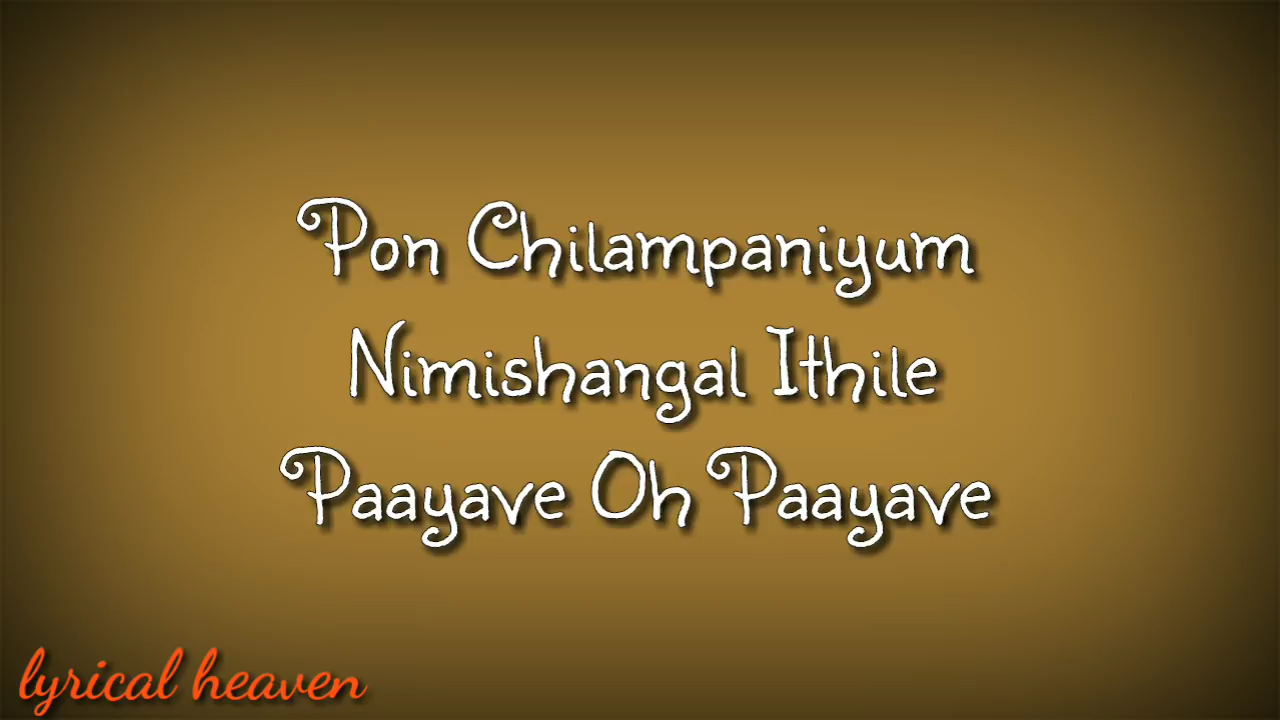 Pon Chilampaniyum
Nimishangal Ithile
Paayave Oh Paayave
lyrical heaven